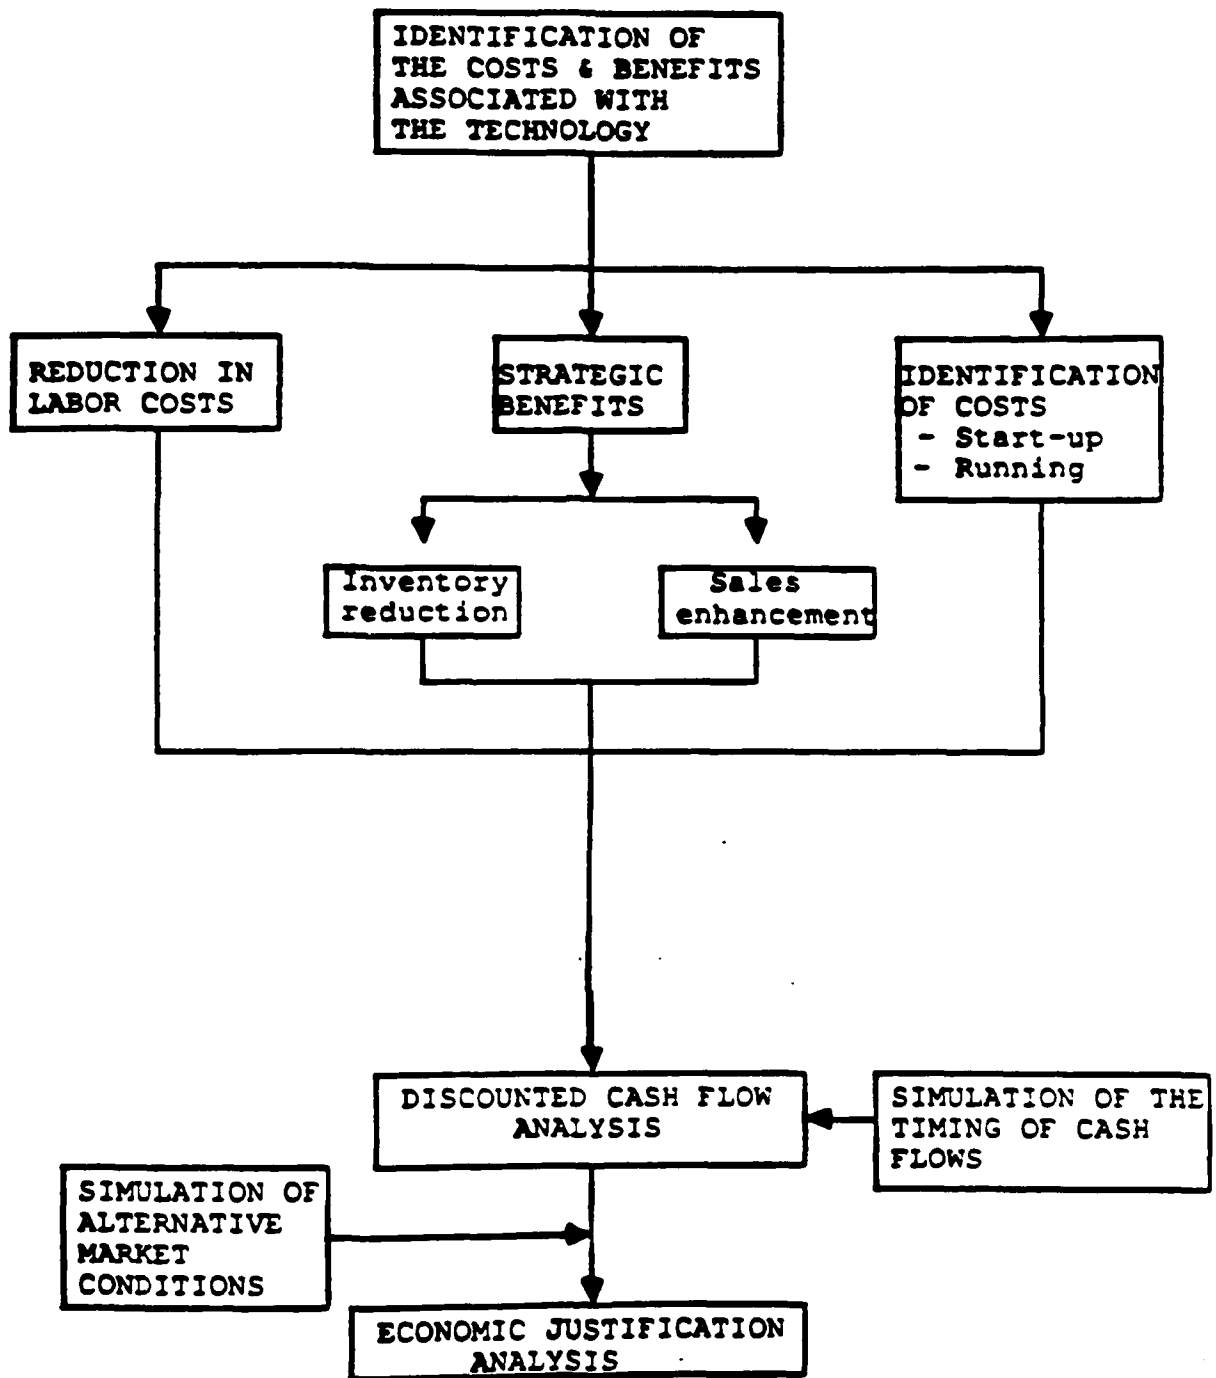 IDENTIFICATION OF
THE COSTS & BENEFITS
ASSOCIATED WITH
THE TECHNOLOGY
REDUCTION IN
LABOR COSTS
STRATEGIC
BENEFITS
IDENTIFICATION
OF COSTS
- Start-up
- Running
Inventory
reduction
Sales
enhancement
DISCOUNTED CASH FLOW
ANALYSIS
SIMULATION OF THE
TIMING OF CASH
FLOWS
SIMULATION OF
ALTERNATIVE
MARKET
CONDITIONS
ECONOMIC JUSTIFICATION
ANALYSIS